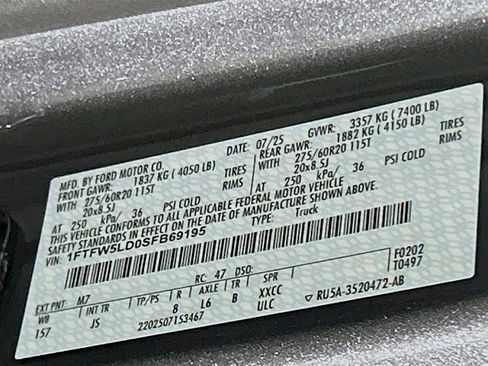 MFD. BY FORD MOTOR CO. DATE: 07/25 GVWR: 3357 KG (7400 LB)
FRONT GAWR: 1837 KG (4050 LB) REAR GAWR: 1882 KG (4150 LB)
WITH 275/60R20 115T TIRES WITH 275/60R20 115T TIRES
20x8.5J RIMS 20x8.5J RIMS
AT 250 kPa/ 36 PSI COLD AT 250 kPa/ 36 PSI COLD
THIS VEHICLE CONFORMS TO ALL APPLICABLE FEDERAL MOTOR VEHICLE
SAFETY STANDARDS IN EFFECT ON THE DATE OF MANUFACTURE SHOWN ABOVE.
VIN: 1FTFW5LD0SFB69195 TYPE: Truck
F0202
T0497
EXT PNT: M7 RC: 47 DSO:
WB INT TR TP/PS R AXLE TR SPR
157 JS 8 L6 B XXCC ▽ RU5A-3520472-AB
2202507153467 ULC